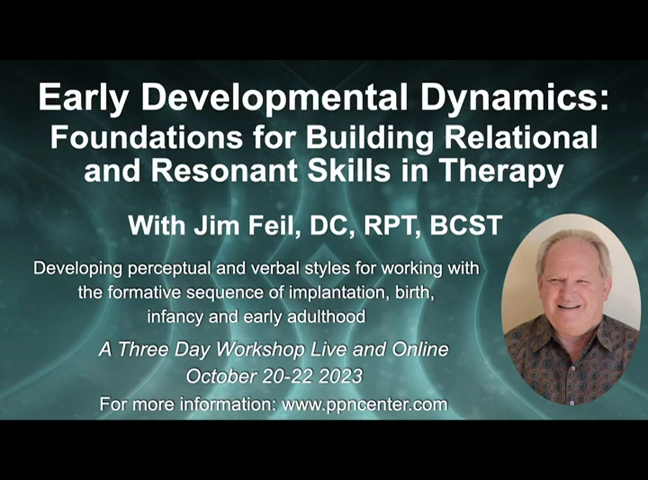 Early Developmental Dynamics:
Foundations for Building Relational
and Resonant Skills in Therapy
With Jim Feil, DC, RPT, BCST
Developing perceptual and verbal styles for working with
the formative sequence of implantation, birth,
infancy and early adulthood
A Three Day Workshop Live and Online
October 20-22 2023
For more information: www.ppncenter.com